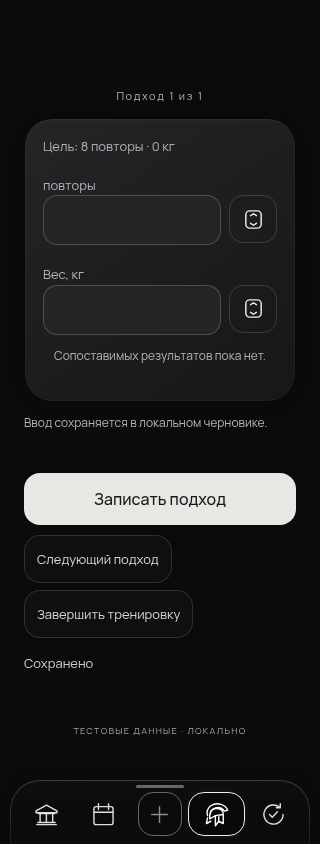 Подход 1 из 1
Цель: 8 повторы · 0 кг
повторы
Вес, кг
Сопоставимых результатов пока нет.
Ввод сохраняется в локальном черновике.
Записать подход
Следующий подход
Завершить тренировку
Сохранено
ТЕСТОВЫЕ ДАННЫЕ · ЛОКАЛЬНО